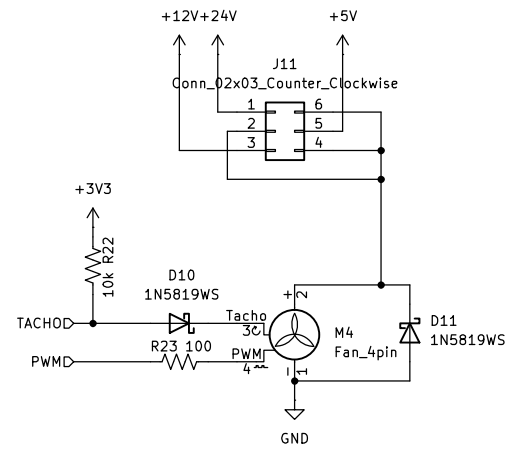 +12V +24V +5V
J11
Conn_02x03_Counter_Clockwise
1 6
2 5
3 4
+3V3
10k R22
D10
1N5819WS
TACHO
Tacho
3
+ 2
R23 100
PWM
PWM
4
M4
Fan_4pin
D11
1N5819WS
- 1
GND